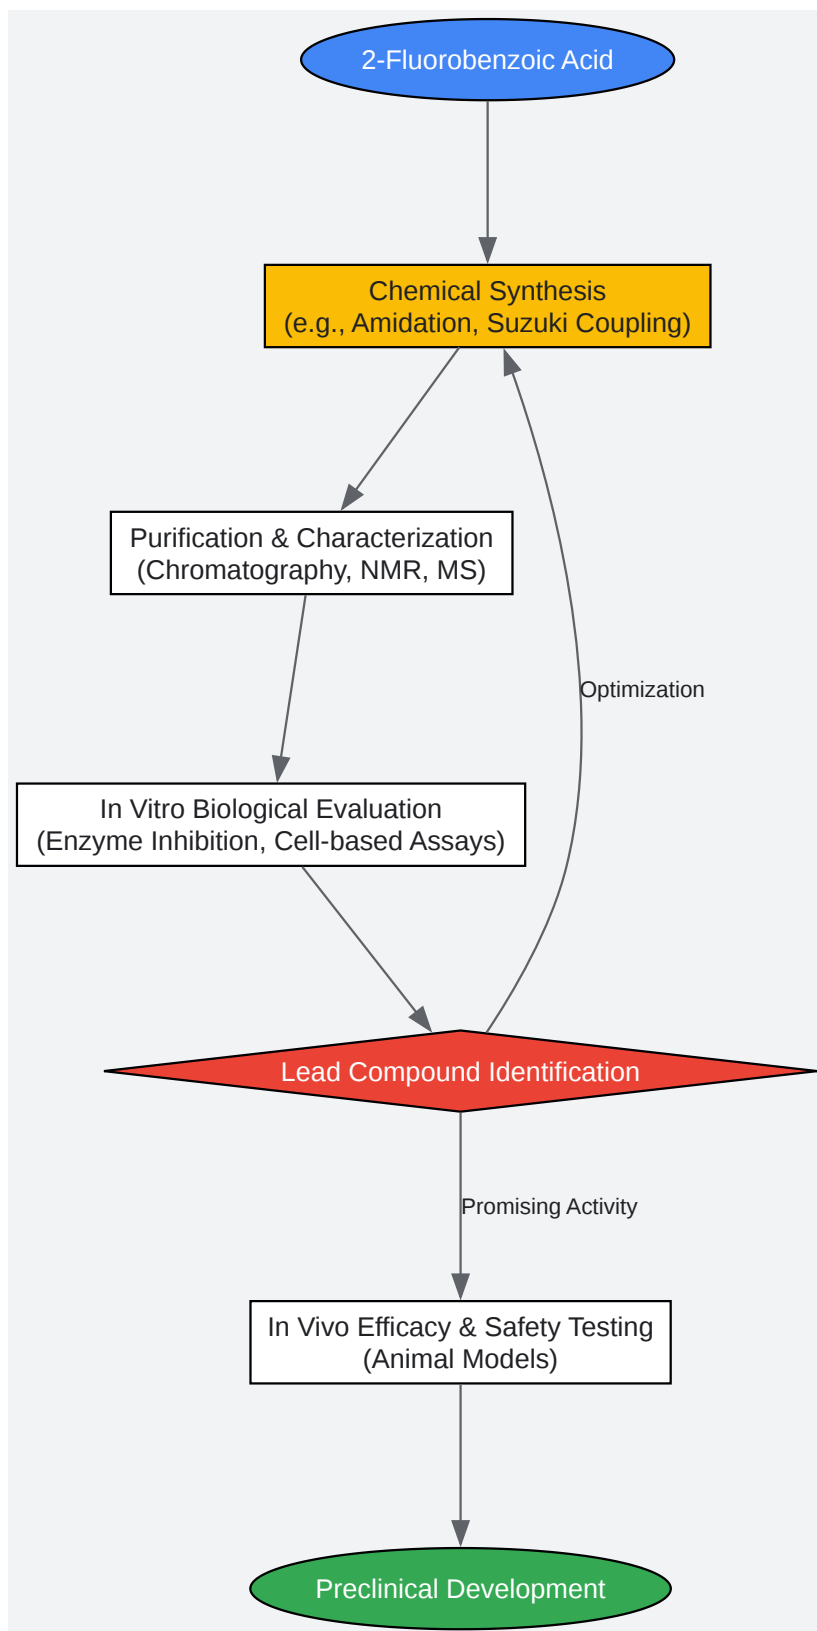 2-Fluorobenzoic Acid
Chemical Synthesis
(e.g., Amidation, Suzuki Coupling)
Purification & Characterization
(Chromatography, NMR, MS)
Optimization
In Vitro Biological Evaluation
(Enzyme Inhibition, Cell-based Assays)
Lead Compound Identification
Promising Activity
In Vivo Efficacy & Safety Testing
(Animal Models)
Preclinical Development